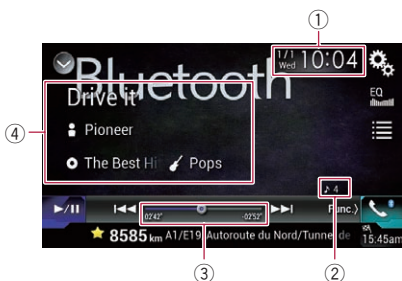 ①
1/1 Wed 10:04
Bluetooth
EQ
Drive it
④
Pioneer
The Best Hi Pops
♪ 4
Func.
02'42" -02'52"
8585 km A1/E19 Autoroute du Nord/Tunnel de
15:45am
③ ②